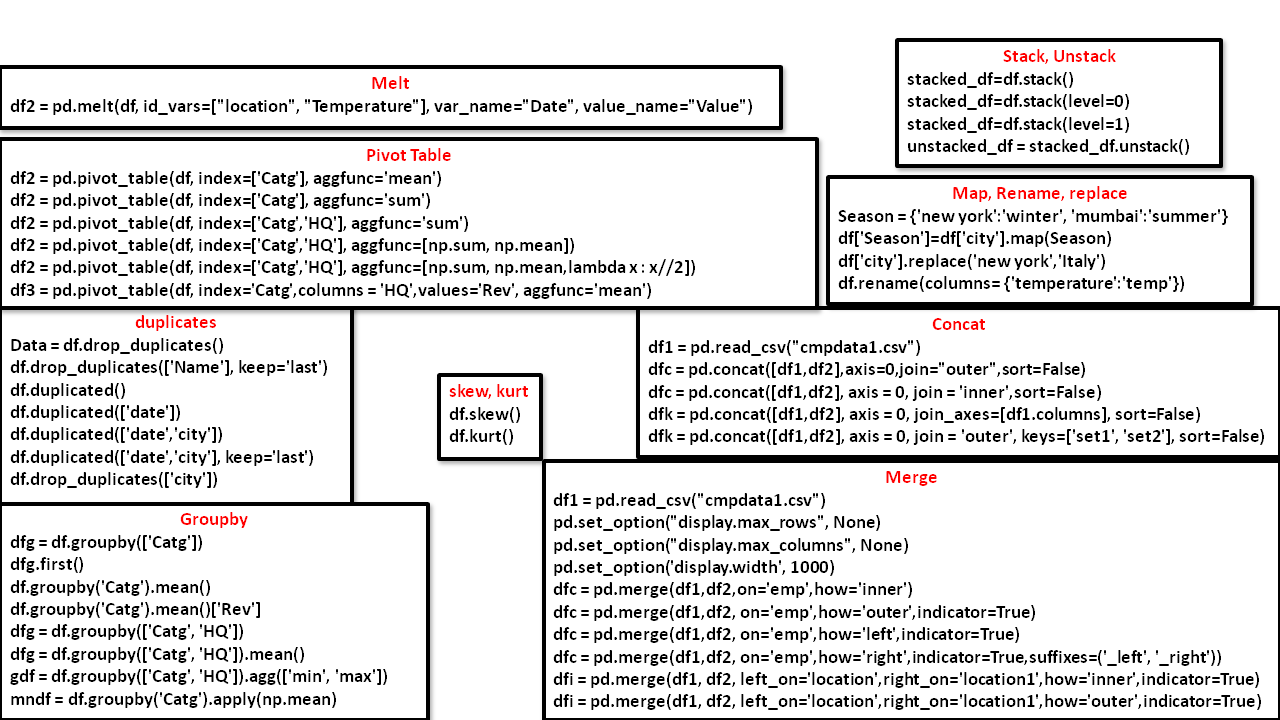 Melt
df2 = pd.melt(df, id_vars=["location", "Temperature"], var_name="Date", value_name="Value")
Stack, Unstack
stacked_df=df.stack()
stacked_df=df.stack(level=0)
stacked_df=df.stack(level=1)
unstacked_df = stacked_df.unstack()
Pivot Table
df2 = pd.pivot_table(df, index=['Catg'], aggfunc='mean')
df2 = pd.pivot_table(df, index=['Catg'], aggfunc='sum')
df2 = pd.pivot_table(df, index=['Catg','HQ'], aggfunc='sum')
df2 = pd.pivot_table(df, index=['Catg','HQ'], aggfunc=[np.sum, np.mean])
df2 = pd.pivot_table(df, index=['Catg','HQ'], aggfunc=[np.sum, np.mean,lambda x : x//2])
df3 = pd.pivot_table(df, index='Catg',columns = 'HQ',values='Rev', aggfunc='mean')
Map, Rename, replace
Season = {'new york':'winter', 'mumbai':'summer'}
df['Season']=df['city'].map(Season)
df['city'].replace('new york','Italy')
df.rename(columns= {'temperature':'temp'})
duplicates
Data = df.drop_duplicates()
df.drop_duplicates(['Name'], keep='last')
df.duplicated()
df.duplicated(['date'])
df.duplicated(['date','city'])
df.duplicated(['date','city'], keep='last')
df.drop_duplicates(['city'])
skew, kurt
df.skew()
df.kurt()
Concat
df1 = pd.read_csv("cmpdata1.csv")
dfc = pd.concat([df1,df2],axis=0,join="outer",sort=False)
dfc = pd.concat([df1,df2], axis = 0, join = 'inner',sort=False)
dfk = pd.concat([df1,df2], axis = 0, join_axes=[df1.columns], sort=False)
dfk = pd.concat([df1,df2], axis = 0, join = 'outer', keys=['set1', 'set2'], sort=False)
Groupby
dfg = df.groupby(['Catg'])
dfg.first()
df.groupby('Catg').mean()
df.groupby('Catg').mean()['Rev']
dfg = df.groupby(['Catg', 'HQ'])
dfg = df.groupby(['Catg', 'HQ']).mean()
gdf = df.groupby(['Catg', 'HQ']).agg(['min', 'max'])
mndf = df.groupby('Catg').apply(np.mean)
Merge
df1 = pd.read_csv("cmpdata1.csv")
pd.set_option("display.max_rows", None)
pd.set_option("display.max_columns", None)
pd.set_option('display.width', 1000)
dfc = pd.merge(df1,df2,on='emp',how='inner')
dfc = pd.merge(df1,df2, on='emp',how='outer',indicator=True)
dfc = pd.merge(df1,df2, on='emp',how='left',indicator=True)
dfc = pd.merge(df1,df2, on='emp',how='right',indicator=True,suffixes=('_left', '_right'))
dfi = pd.merge(df1, df2, left_on='location',right_on='location1',how='inner',indicator=True)
dfi = pd.merge(df1, df2, left_on='location',right_on='location1',how='outer',indicator=True)